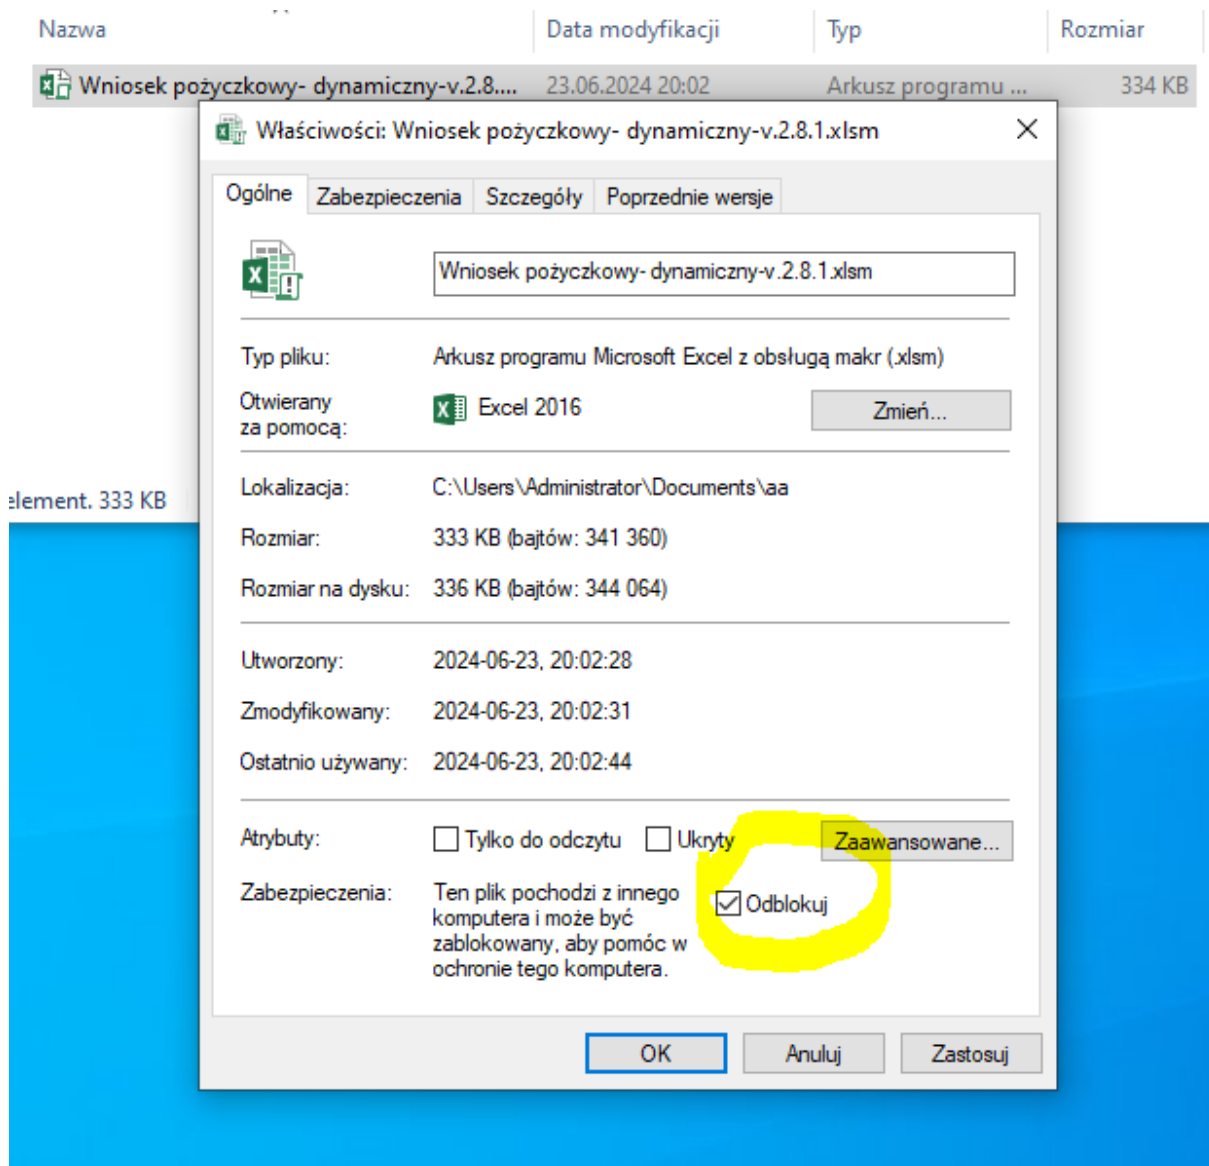 Nazwa Data modyfikacji Typ Rozmiar
Wniosek pożyczkowy- dynamiczny-v.2.8.... 23.06.2024 20:02 Arkusz programu ... 334 KB
Właściwości: Wniosek pożyczkowy- dynamiczny-v.2.8.1.xlsm
Ogólne Zabezpieczenia Szczegóły Poprzednie wersje
Wniosek pożyczkowy- dynamiczny-v.2.8.1.xlsm
Typ pliku: Arkusz programu Microsoft Excel z obsługą makr (.xlsm)
Otwierany
za pomocą: Excel 2016 Zmień...
Lokalizacja: C:\Users\Administrator\Documents\aa
element. 333 KB
Rozmiar: 333 KB (bajtów: 341 360)
Rozmiar na dysku: 336 KB (bajtów: 344 064)
Utworzony: 2024-06-23, 20:02:28
Zmodyfikowany: 2024-06-23, 20:02:31
Ostatnio używany: 2024-06-23, 20:02:44
Atrybuty: Tylko do odczytu Ukryty Zaawansowane...
Zabezpieczenia: Ten plik pochodzi z innego
komputera i może być
zablokowany, aby pomóc w
ochronie tego komputera.
Odblokuj
OK Anuluj Zastosuj